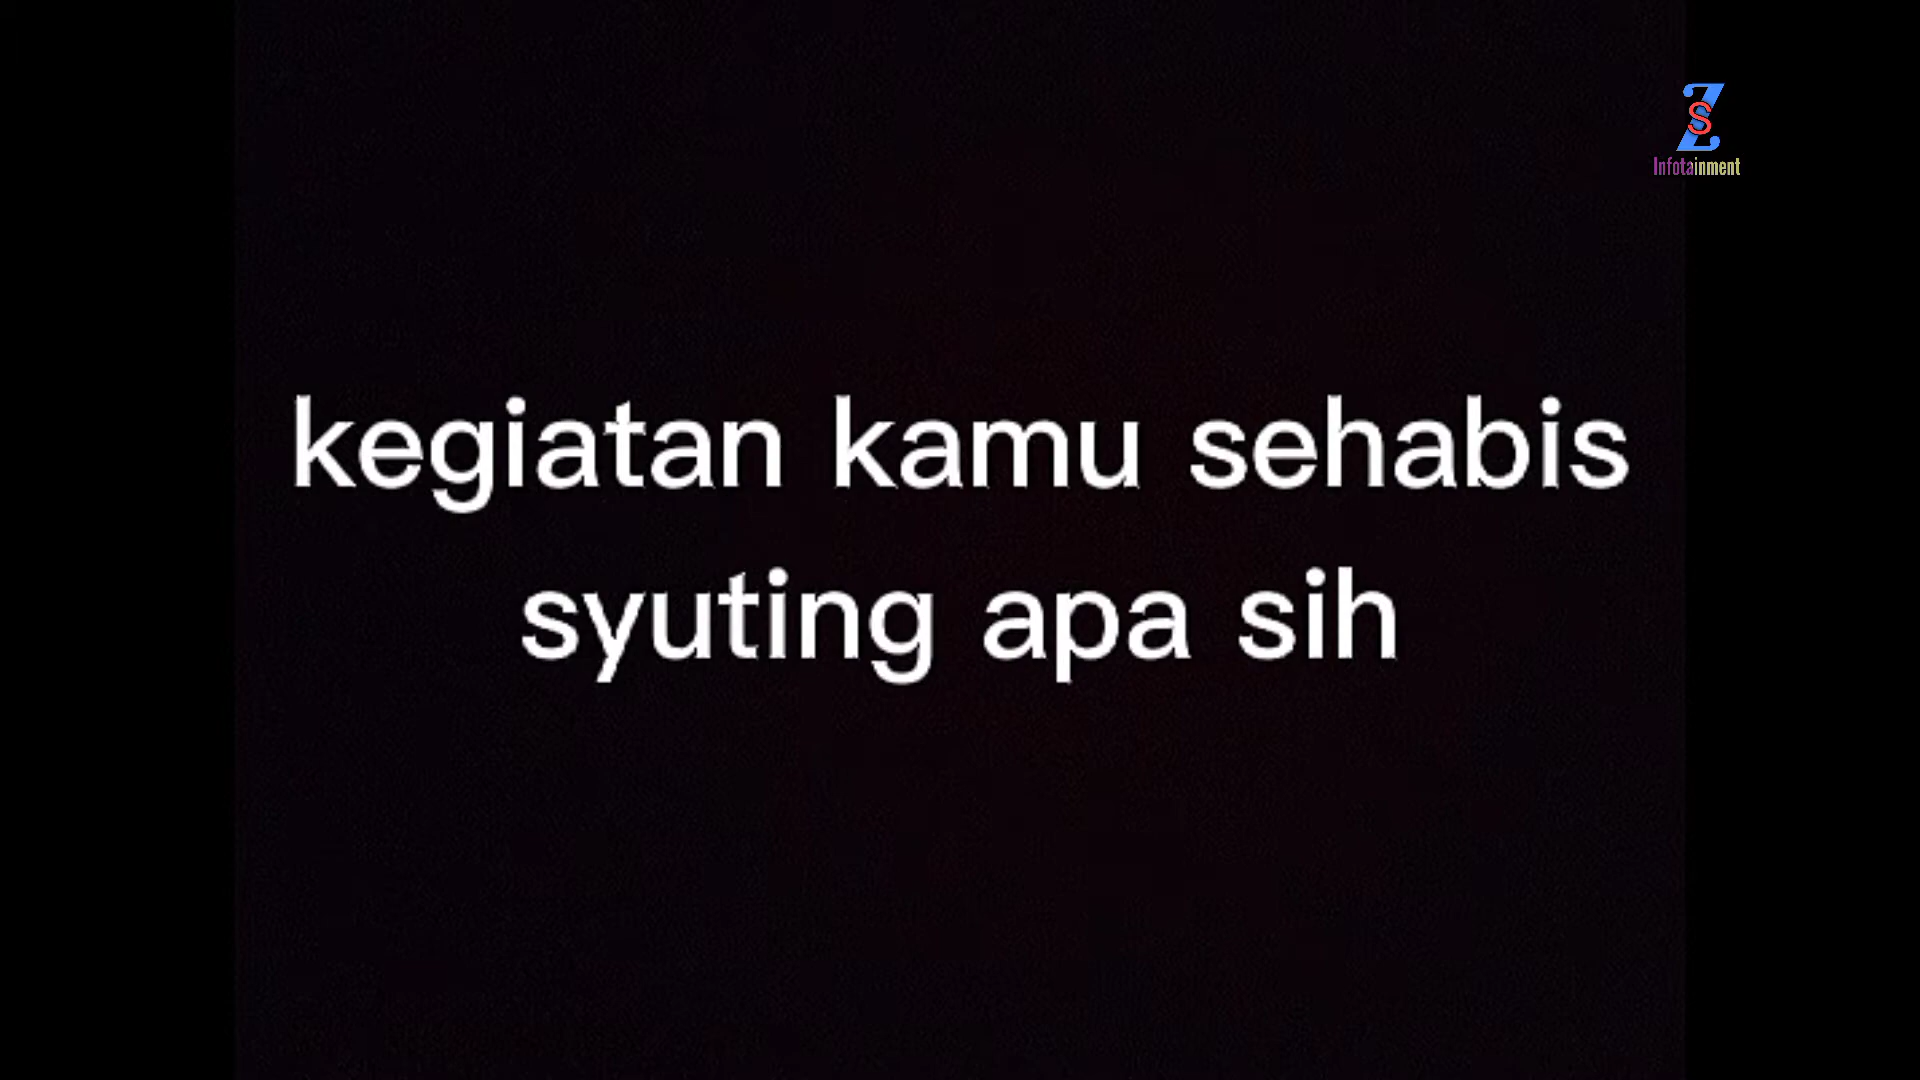 ZS
Infotainment
kegiatan kamu sehabis
syuting apa sih